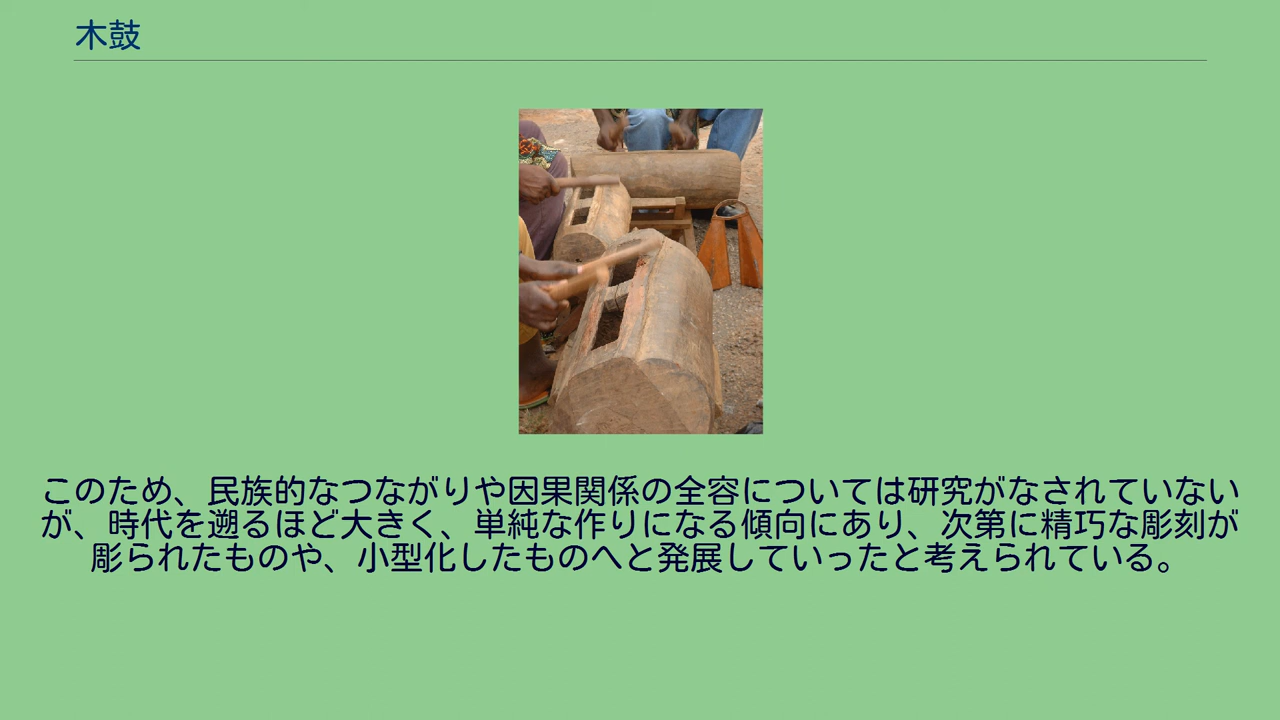 木鼓
このため、民族的なつながりや因果関係の全容については研究がなされていない
が、時代を遡るほど大きく、単純な作りになる傾向にあり、次第に精巧な彫刻が
彫られたものや、小型化したものへと発展していったと考えられている。